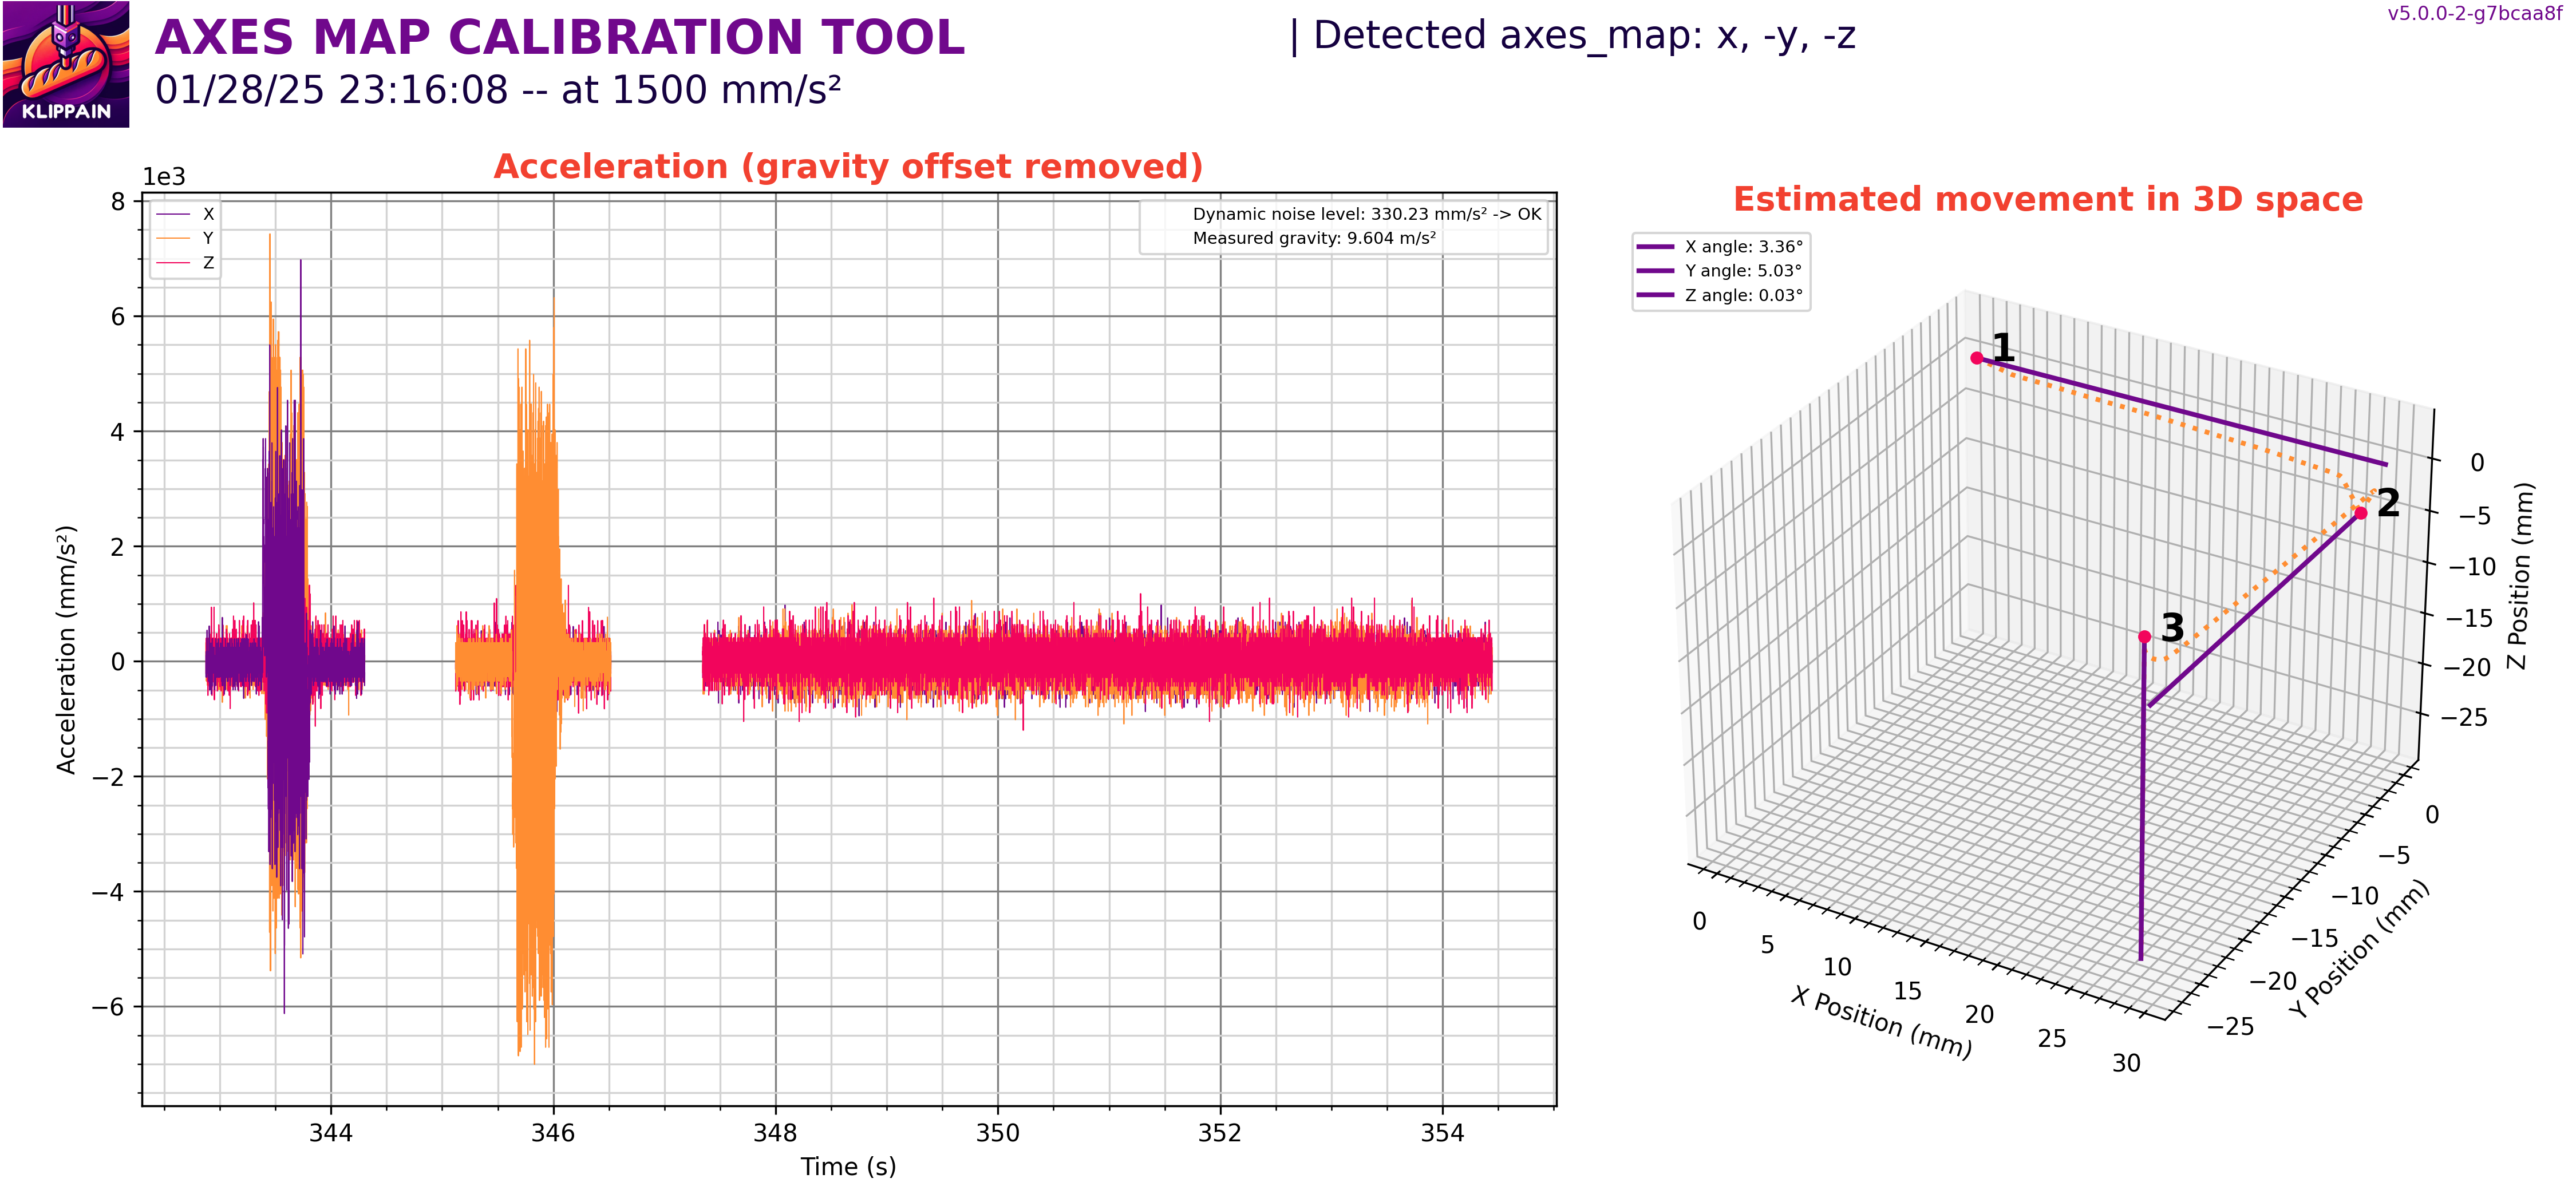 KLIPPAIN
AXES MAP CALIBRATION TOOL
01/28/25 23:16:08 -- at 1500 mm/s²
| Detected axes_map: x, -y, -z
v5.0.0-2-g7bcaa8f
Acceleration (gravity offset removed)
1e3
X
Y
Z
Dynamic noise level: 330.23 mm/s² -> OK
Measured gravity: 9.604 m/s²
8
6
4
2
0
−2
−4
−6
Acceleration (mm/s²)
344
346
348
350
352
354
Time (s)
Estimated movement in 3D space
X angle: 3.36°
Y angle: 5.03°
Z angle: 0.03°
1
2
3
0
−5
−10
−15
−20
−25
Z Position (mm)
0
−5
−10
−15
−20
−25
Y Position (mm)
0
5
10
15
20
25
30
X Position (mm)